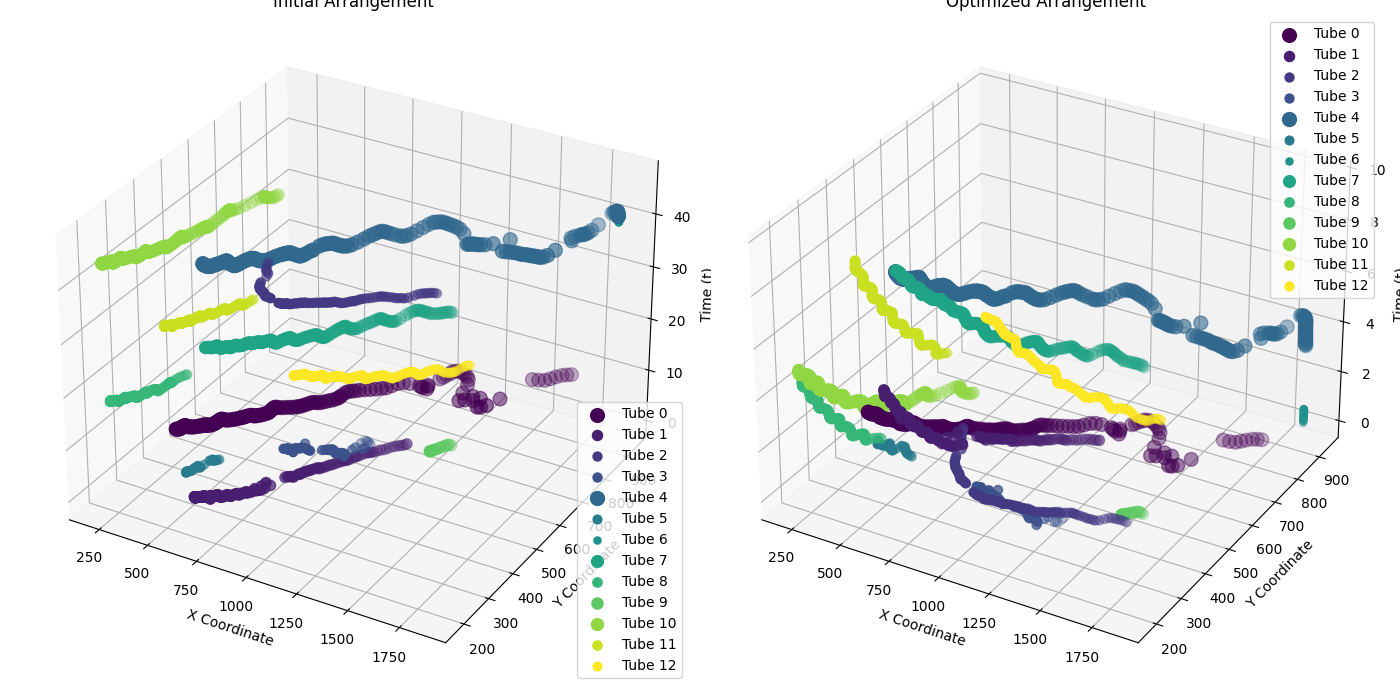 Initial Arrangement
Optimized Arrangement
40
30
20
10
0
Time (t)
250
500
750
1000
1250
1500
1750
X Coordinate
200
300
400
500
600
700
800
Y Coordinate
Tube 0
Tube 1
Tube 2
Tube 3
Tube 4
Tube 5
Tube 6
Tube 7
Tube 8
Tube 9
Tube 10
Tube 11
Tube 12
10
8
6
4
2
0
Time (t)
250
500
750
1000
1250
1500
1750
X Coordinate
200
300
400
500
600
700
800
900
Y Coordinate
Tube 0
Tube 1
Tube 2
Tube 3
Tube 4
Tube 5
Tube 6
Tube 7
Tube 8
Tube 9
Tube 10
Tube 11
Tube 12